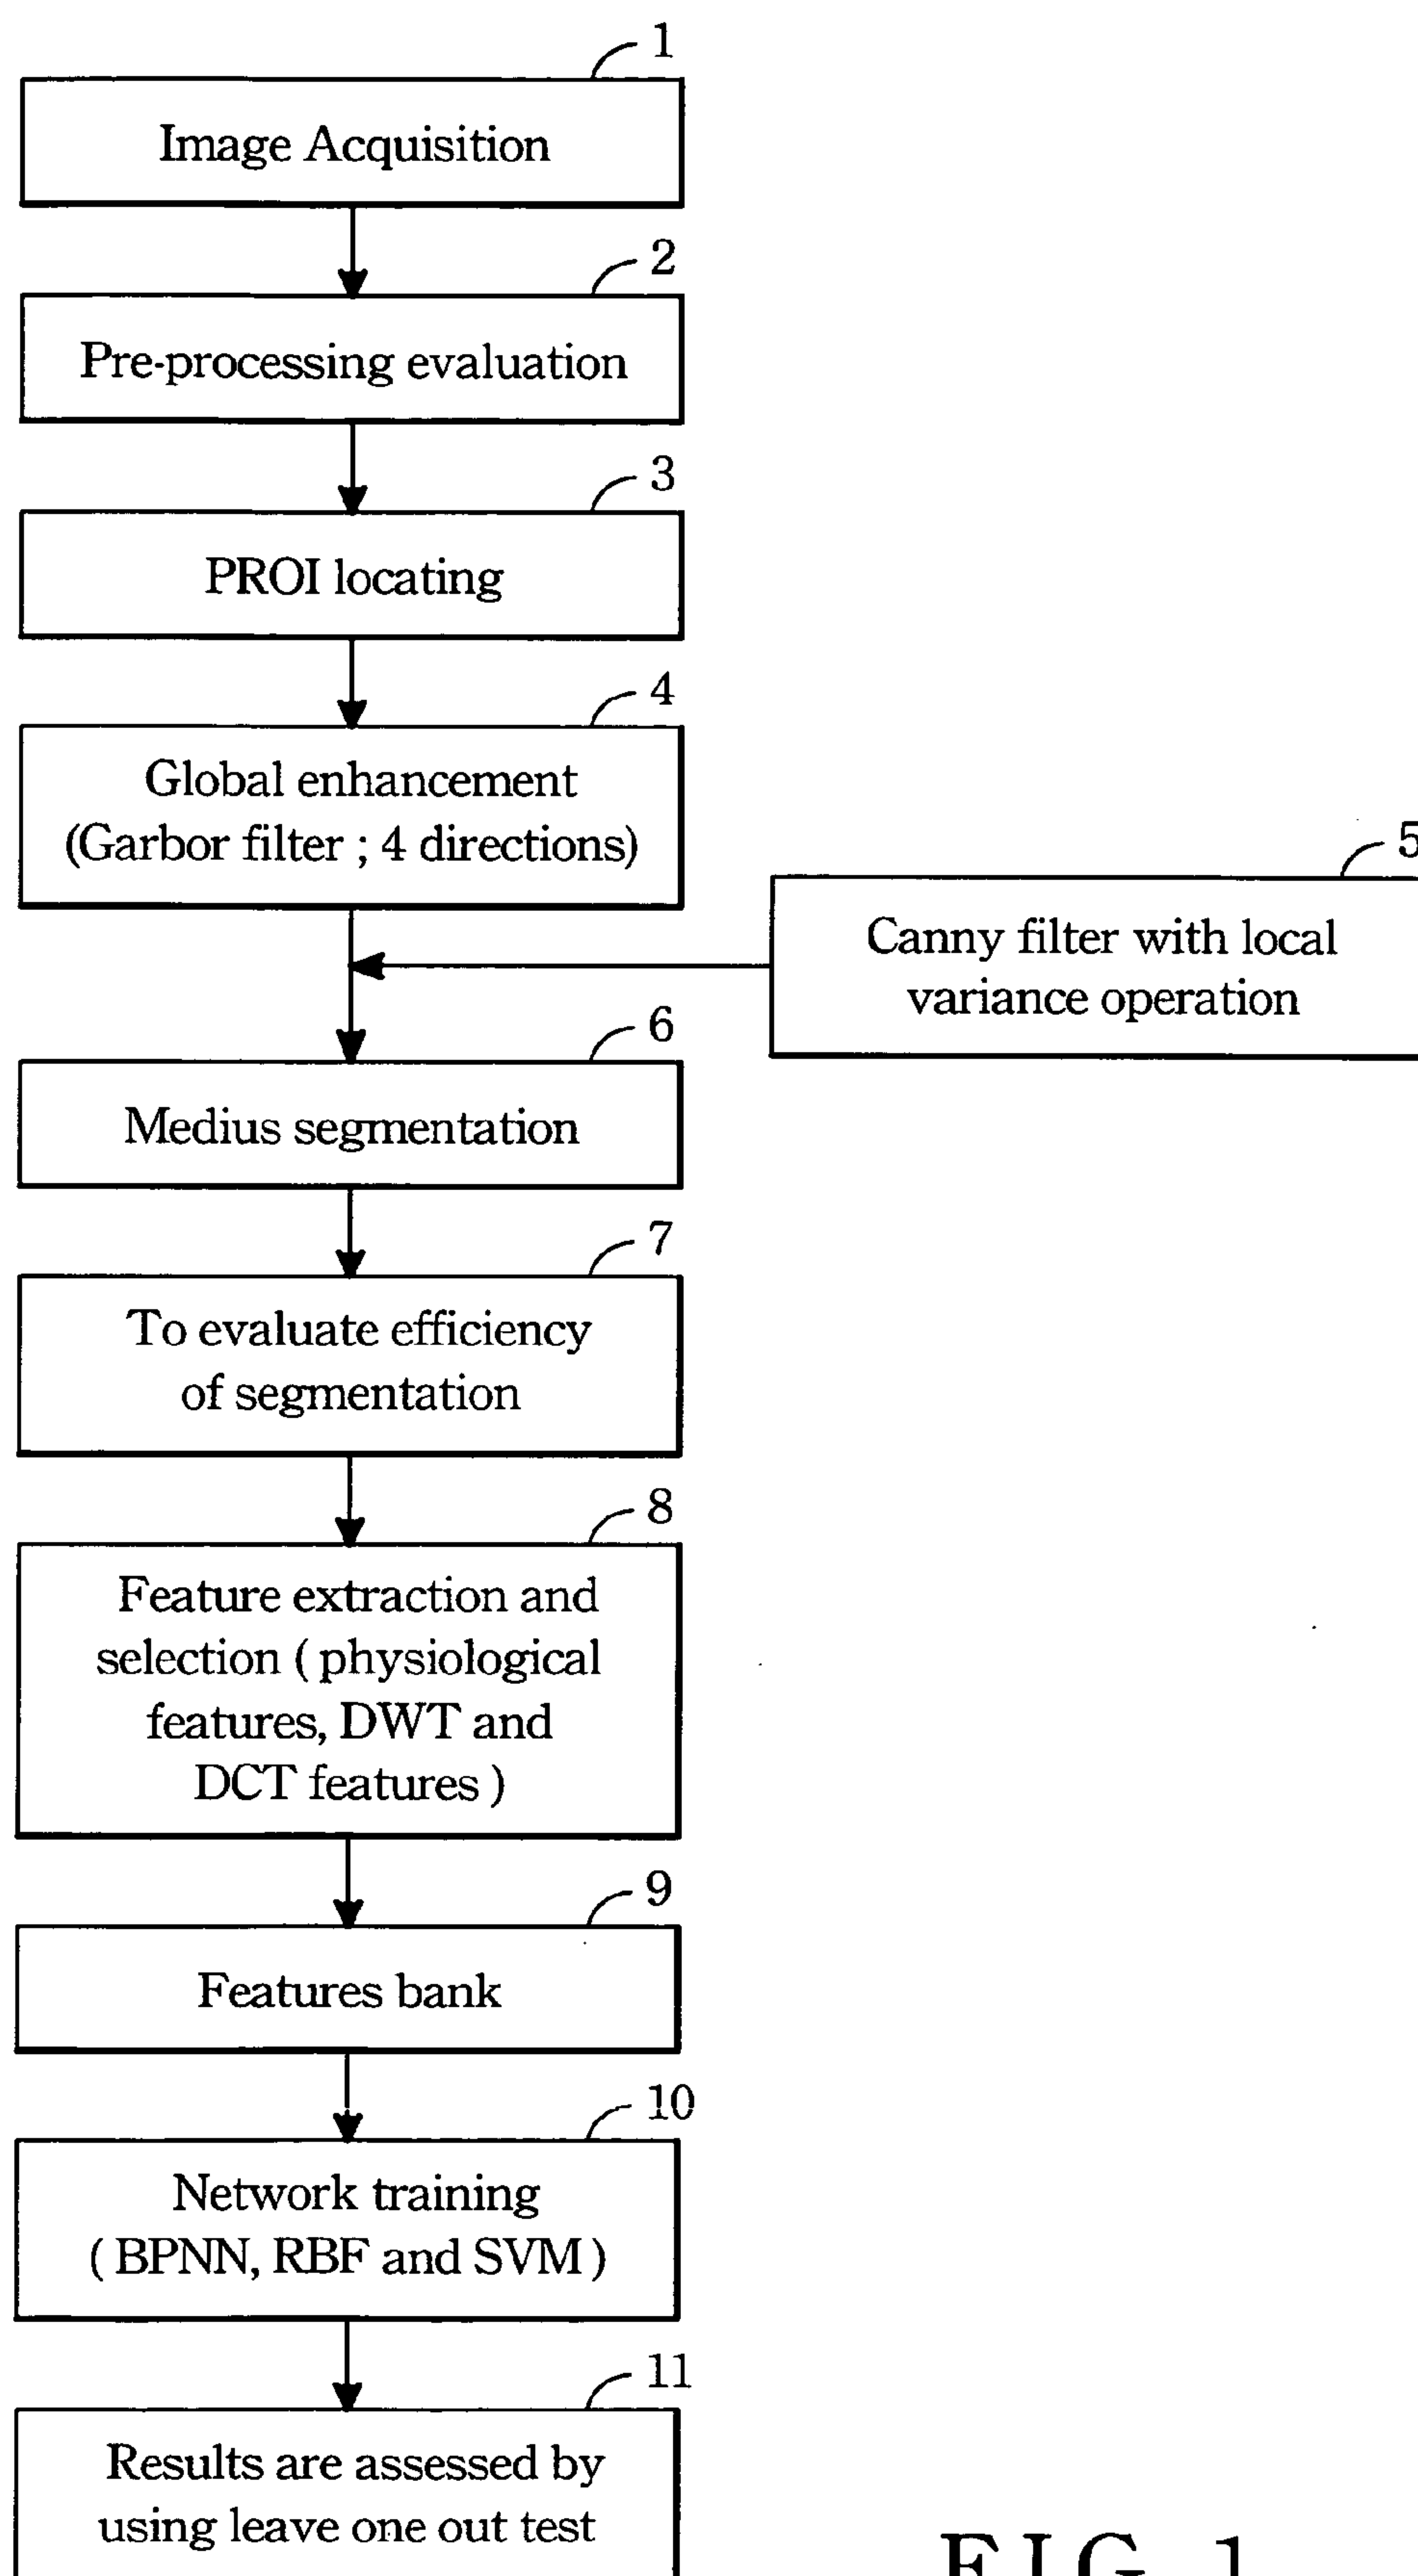 1
Image Acquisition
2
Pre-processing evaluation
3
PROI locating
4
Global enhancement
(Garbor filter ; 4 directions)
5
Canny filter with local
variance operation
6
Medius segmentation
7
To evaluate efficiency
of segmentation
8
Feature extraction and
selection ( physiological
features, DWT and
DCT features )
9
Features bank
10
Network training
( BPNN, RBF and SVM )
11
Results are assessed by
using leave one out test
FIG. 1